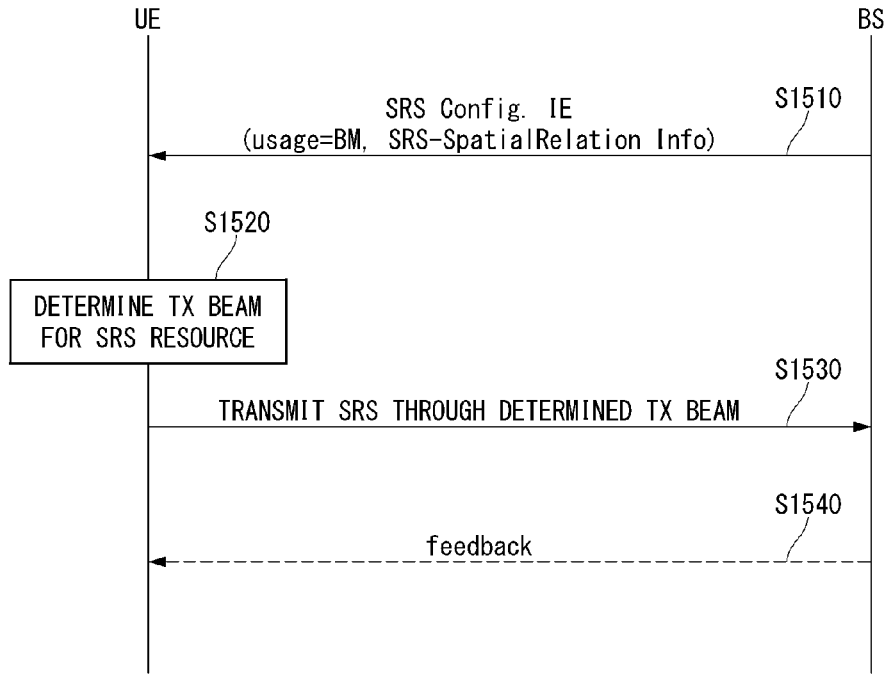 UE
BS
SRS Config. IE
S1510
(usage=BM, SRS-SpatialRelation Info)
S1520
DETERMINE TX BEAM
FOR SRS RESOURCE
S1530
TRANSMIT SRS THROUGH DETERMINED TX BEAM
S1540
feedback